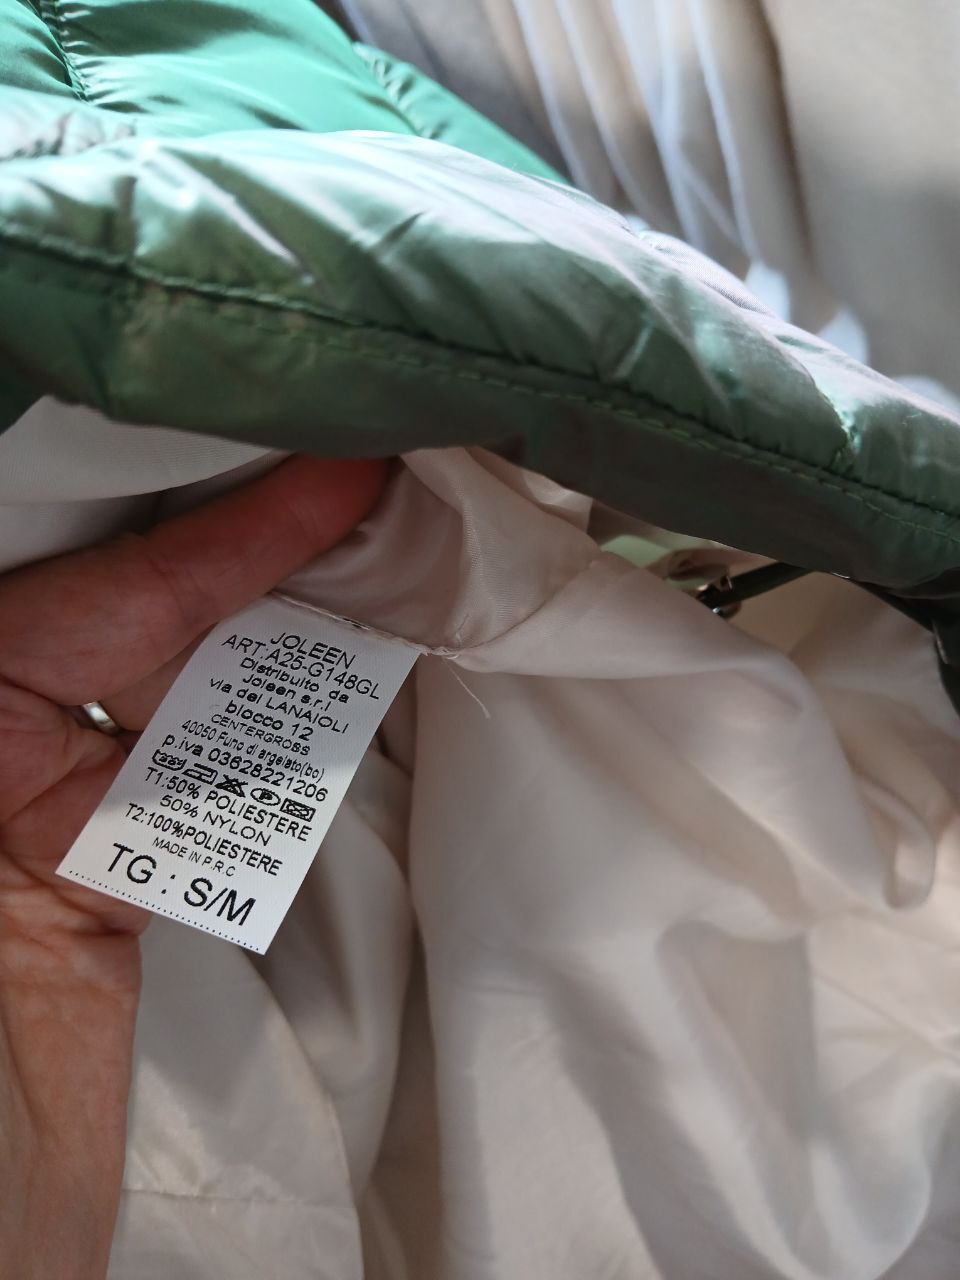 JOLEEN
ART:A25-G148GL
Distribuito da
Joleen s.r.l
via dei LANAIOLI
blocco 12
CENTERGROSS
40050 Funo di argelato(bo)
p.iva 03628221206
T1:50% POLIESTERE
50% NYLON
T2:100%POLIESTERE
MADE IN P.R.C
TG : S/M